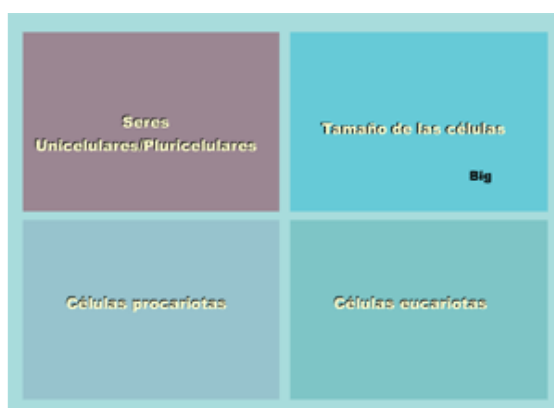 Seres
Unicelulares/Pluricelulares
Tamaño de las células
Big
Células procariotas
Células eucariotas